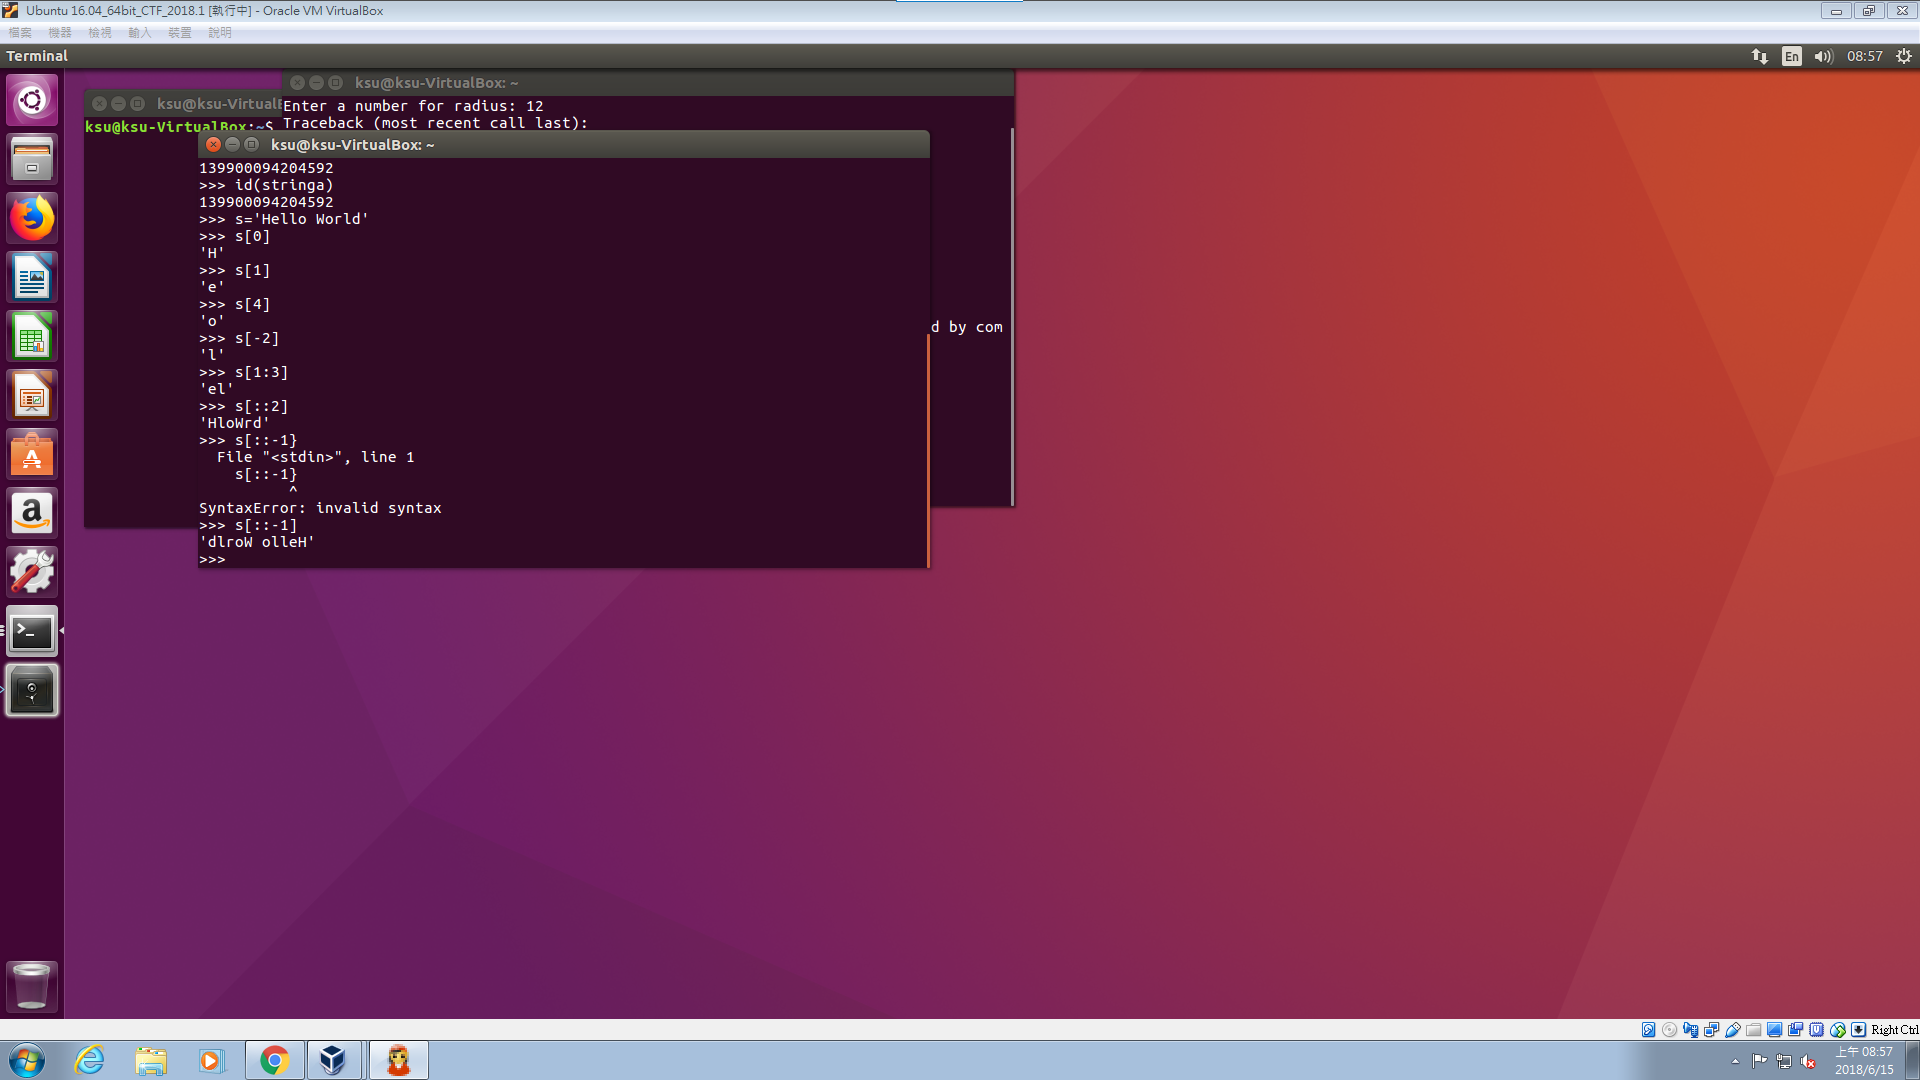 Ubuntu 16.04_64bit_CTF_2018.1 [執行中] - Oracle VM VirtualBox
檔案 機器 檢視 輸入 裝置 說明
Terminal
En
08:57
ksu@ksu-VirtualBox: ~
Enter a number for radius: 12
Traceback (most recent call last):
ksu@ksu-Virtual
ksu@ksu-VirtualBox:~$
d by com
ksu@ksu-VirtualBox: ~
139900094204592
>>> id(stringa)
139900094204592
>>> s='Hello World'
>>> s[0]
'H'
>>> s[1]
'e'
>>> s[4]
'o'
>>> s[-2]
'l'
>>> s[1:3]
'el'
>>> s[::2]
'HloWrd'
>>> s[::-1}
  File "<stdin>", line 1
    s[::-1}
          ^
SyntaxError: invalid syntax
>>> s[::-1]
'dlroW olleH'
>>>
Right Ctrl
上午 08:57
2018/6/15